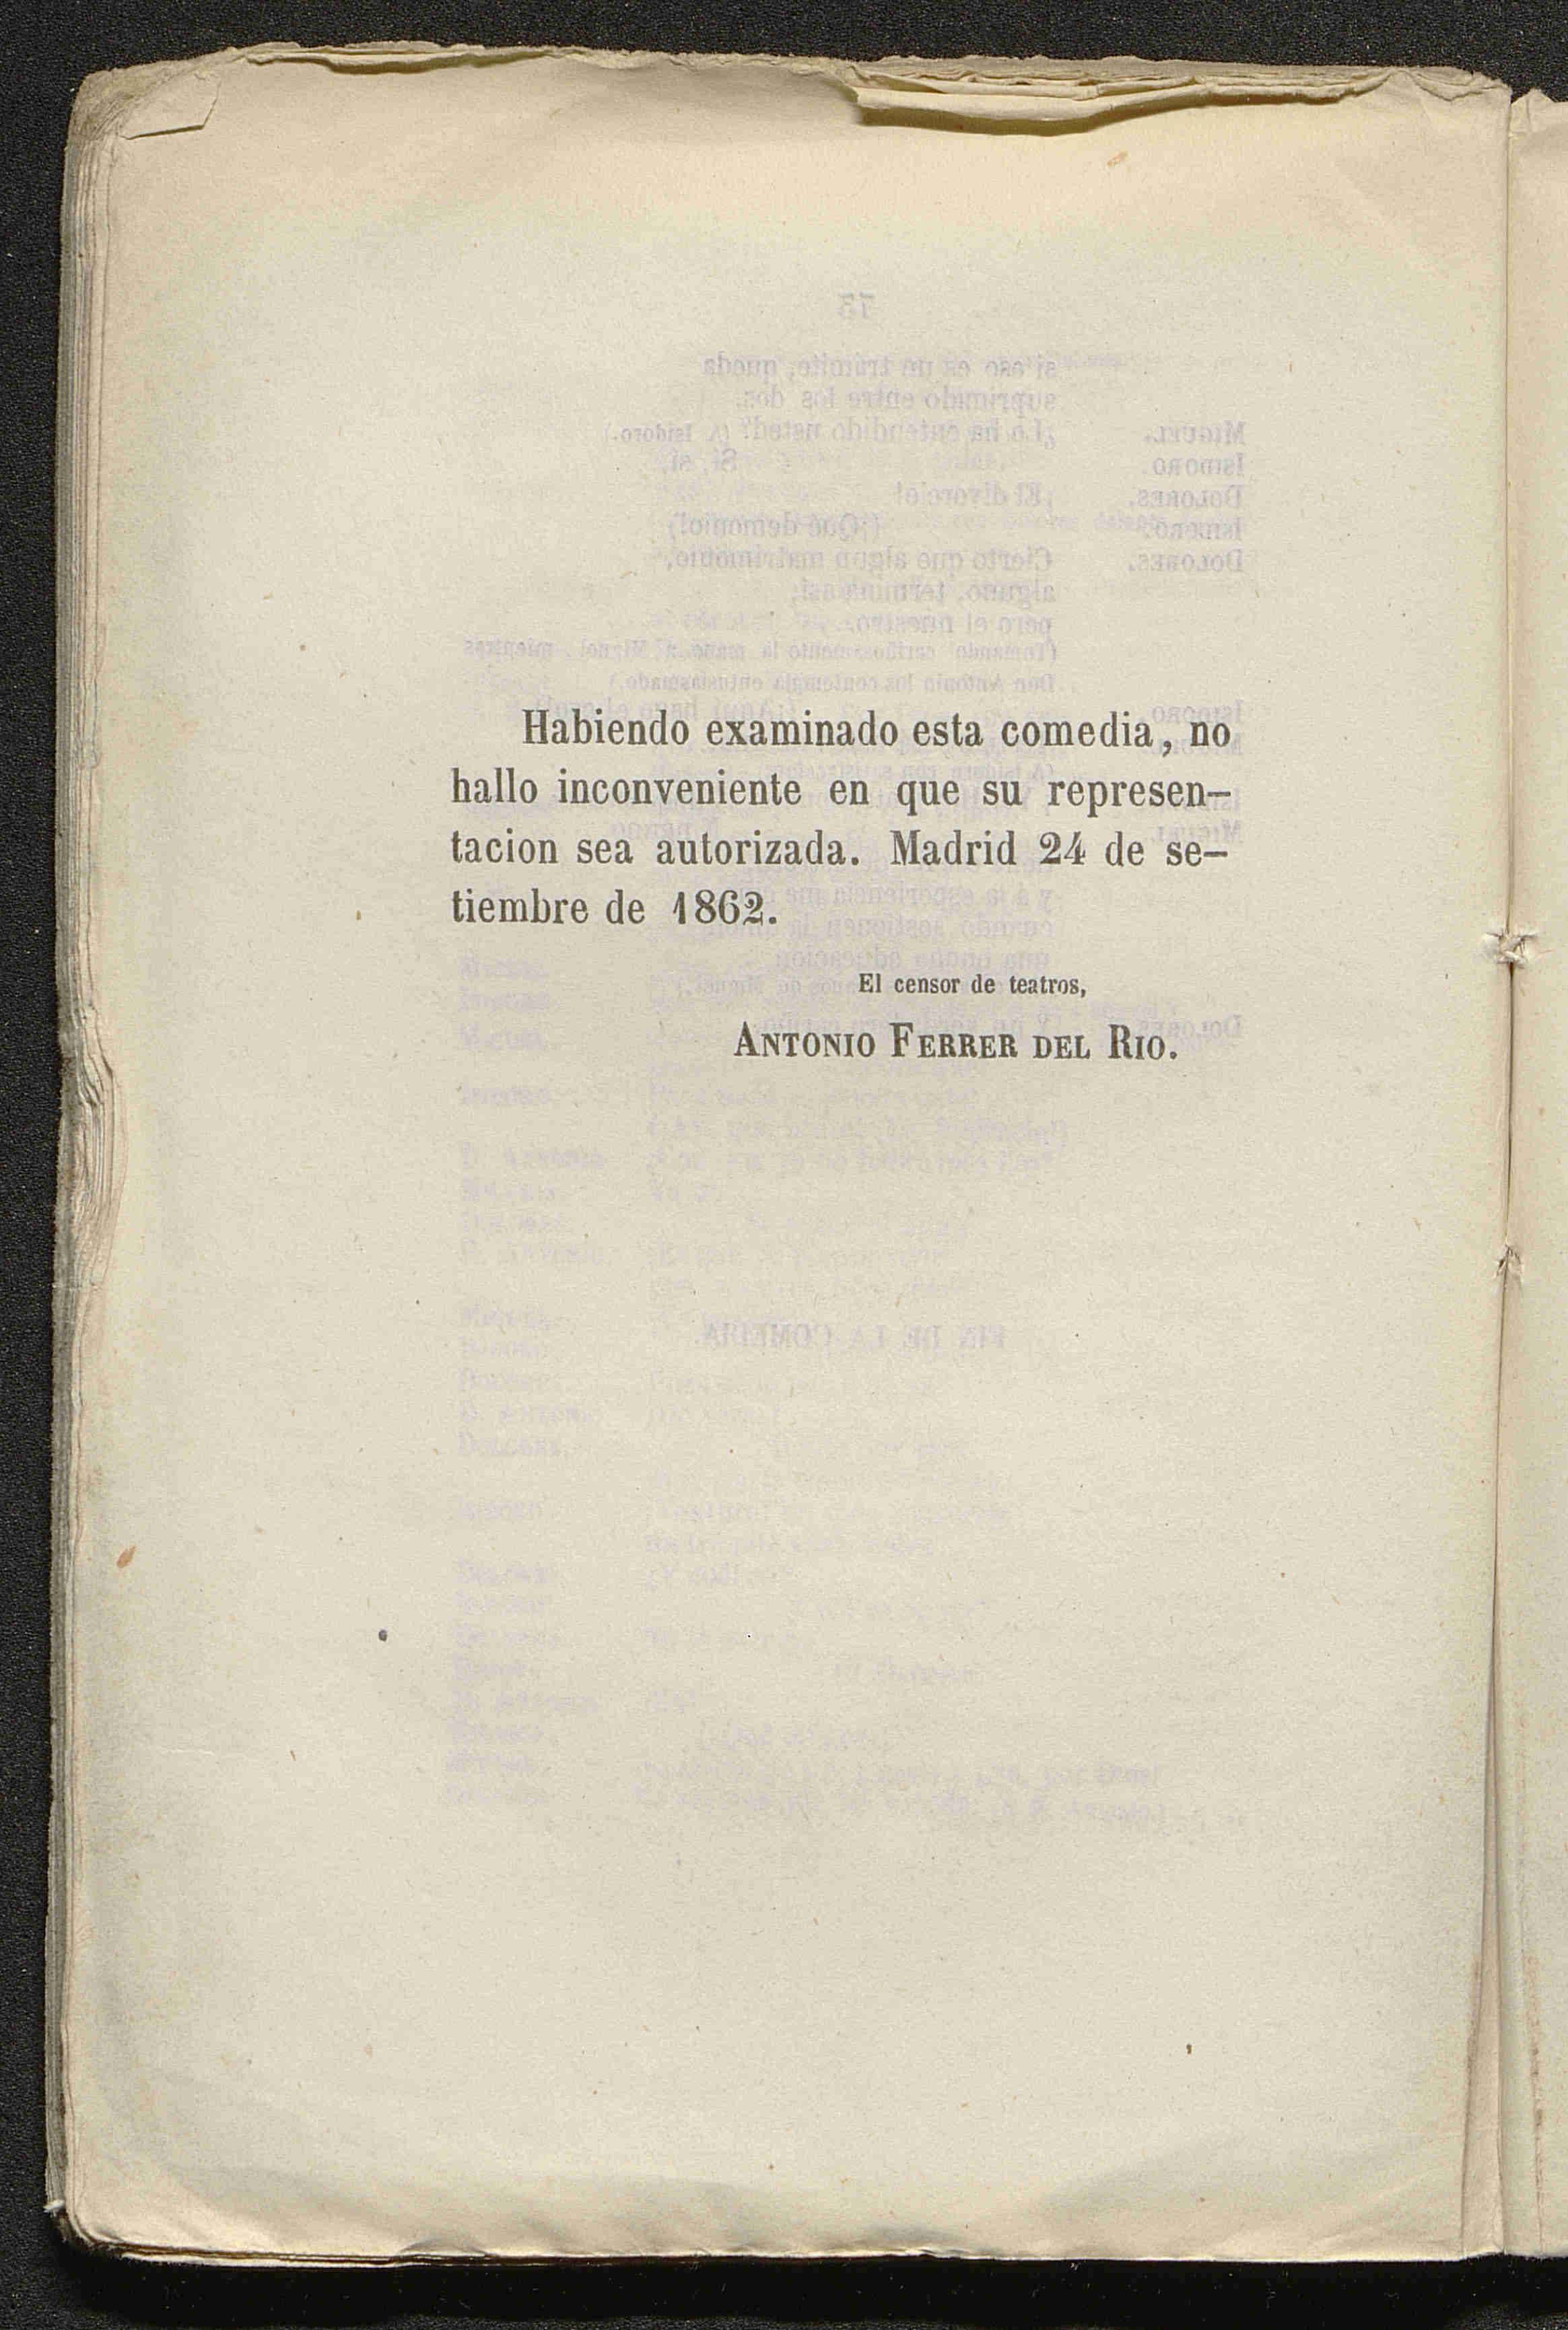 Habiendo examinado esta comedia, no
hallo inconveniente en que su represen-
tacion sea autorizada. Madrid 24 de se-
tiembre de 1862.
El censor de teatros,
ANTONIO FERRER DEL RIO.